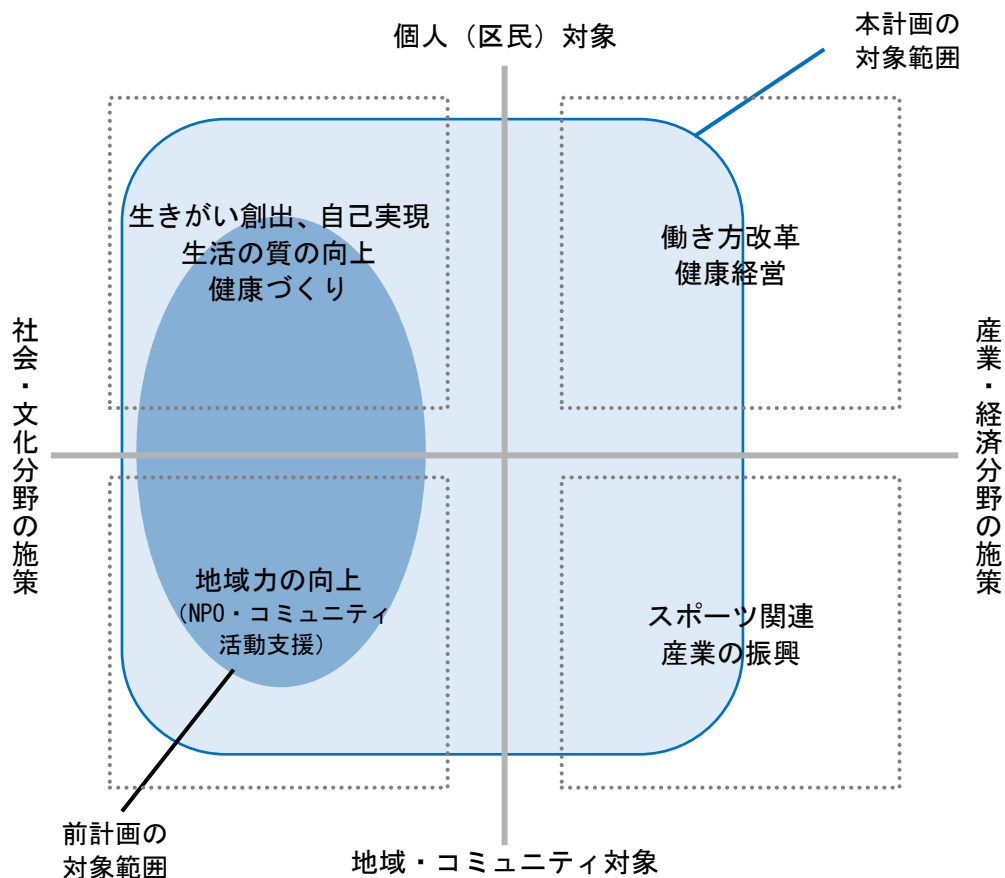 個人（区民）対象
本計画の
対象範囲
生きがい創出、自己実現
生活の質の向上
健康づくり
働き方改革
健康経営
社会・文化分野の施策
産業・経済分野の施策
地域力の向上
（NPO・コミュニティ
活動支援）
スポーツ関連
産業の振興
前計画の
対象範囲
地域・コミュニティ対象